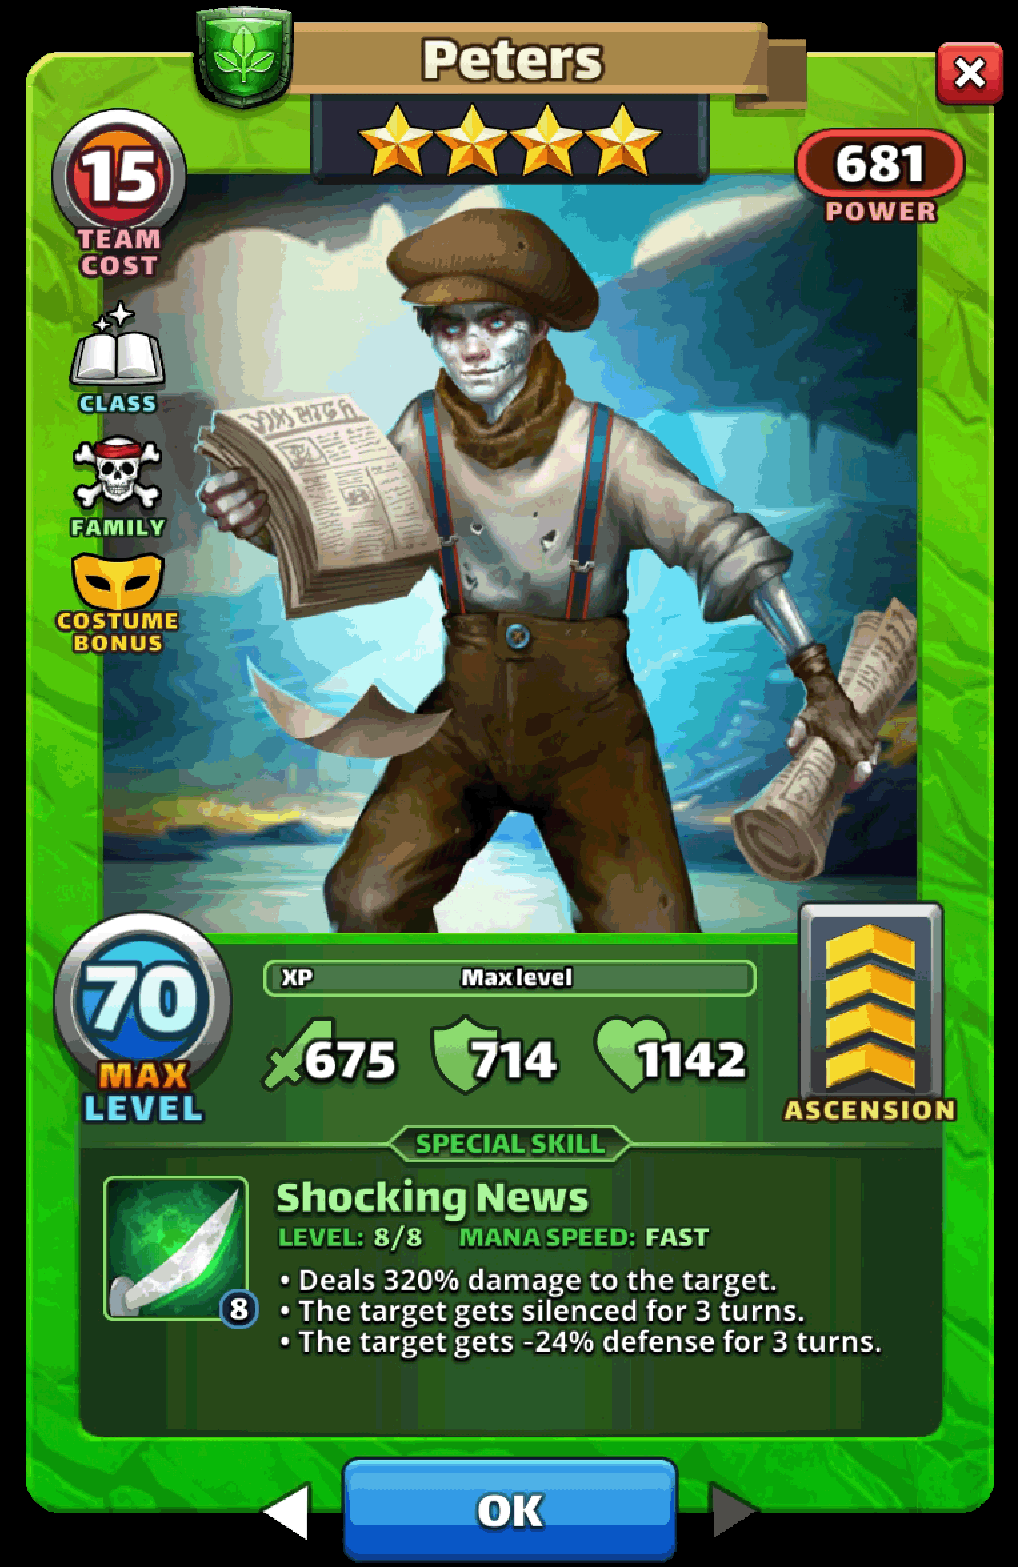 Peters
15
TEAM
COST
681
POWER
CLASS
FAMILY
COSTUME
BONUS
70
MAX
LEVEL
XP
Max level
675
714
1142
ASCENSION
SPECIAL SKILL
Shocking News
LEVEL: 8/8 MANA SPEED: FAST
8
• Deals 320% damage to the target.
• The target gets silenced for 3 turns.
• The target gets -24% defense for 3 turns.
OK